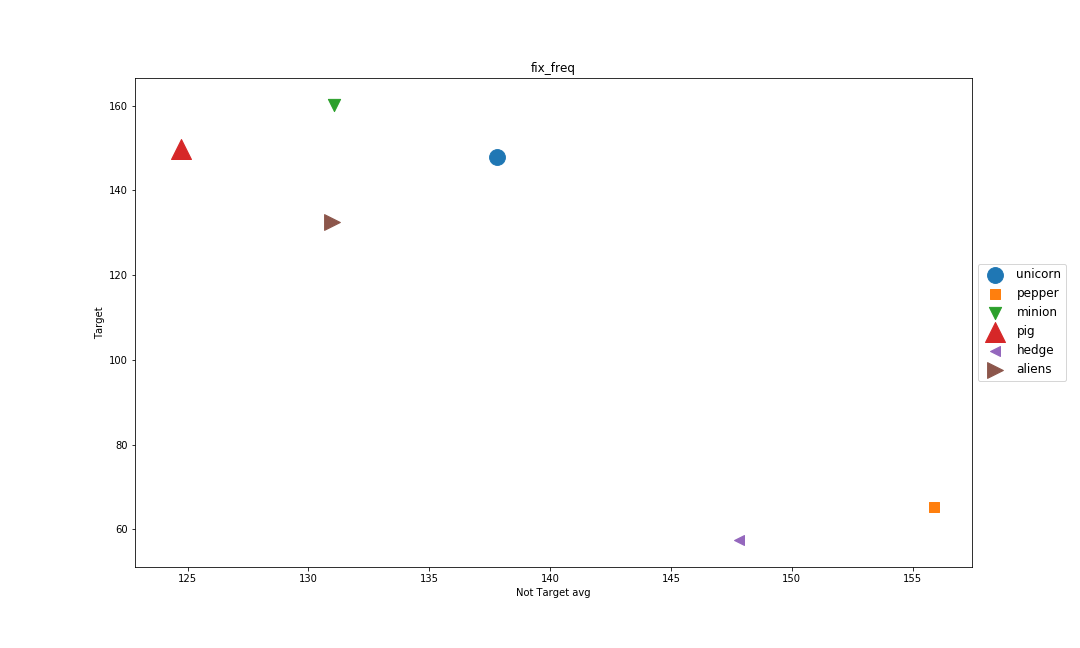 fix_freq
160
140
120
100
80
60
Target
125
130
135
140
145
150
155
Not Target avg
unicorn
pepper
minion
pig
hedge
aliens